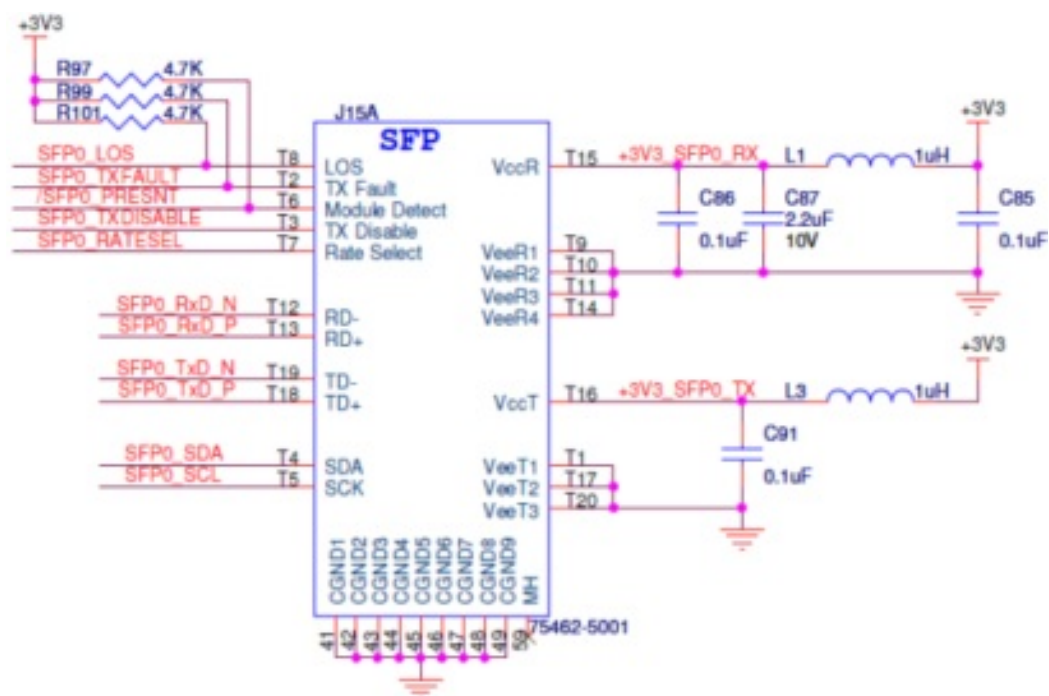 +3V3
R97 4.7K
R99 4.7K
R101 4.7K
J15A
SFP
+3V3
SFP0_LOS T8 LOS VccR T15 +3V3_SFP0_RX L1 1uH
SFP0_TXFAULT T2 TX Fault
/SFP0_PRESNT T6 Module Detect
SFP0_TXDISABLE T3 TX Disable
SFP0_RATESEL T7 Rate Select
C86 0.1uF
C87 2.2uF 10V
C85 0.1uF
VeeR1 T9
VeeR2 T10
VeeR3 T11
VeeR4 T14
SFP0_RxD_N T12 RD-
SFP0_RxD_P T13 RD+
+3V3
SFP0_TxD_N T19 TD-
SFP0_TxD_P T18 TD+
VccT T16 +3V3_SFP0_TX L3 1uH
C91 0.1uF
SFP0_SDA T4 SDA
SFP0_SCL T5 SCK
VeeT1 T1
VeeT2 T17
VeeT3 T20
CGND1 CGND2 CGND3 CGND4 CGND5 CGND6 CGND7 CGND8 CGND9 MH
41 42 43 44 45 46 47 48 49 59
75462-5001